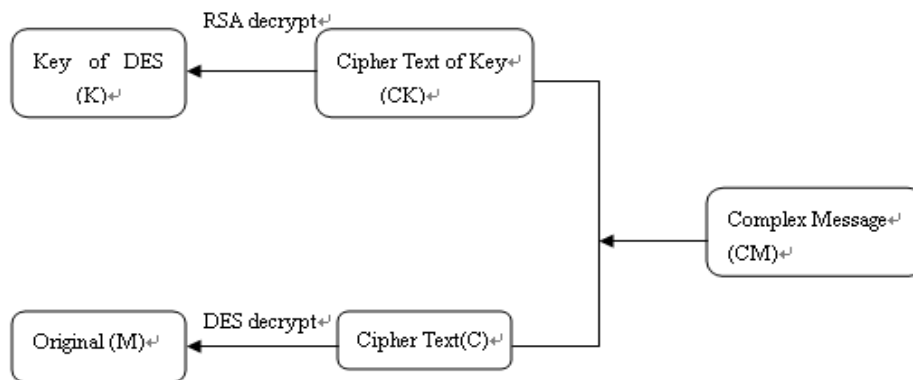 RSA decrypt↵
Key of DES
(K)↵
Cipher Text of Key↵
(CK)↵
Complex Message↵
(CM)↵
DES decrypt↵
Original (M)↵
Cipher Text(C)↵